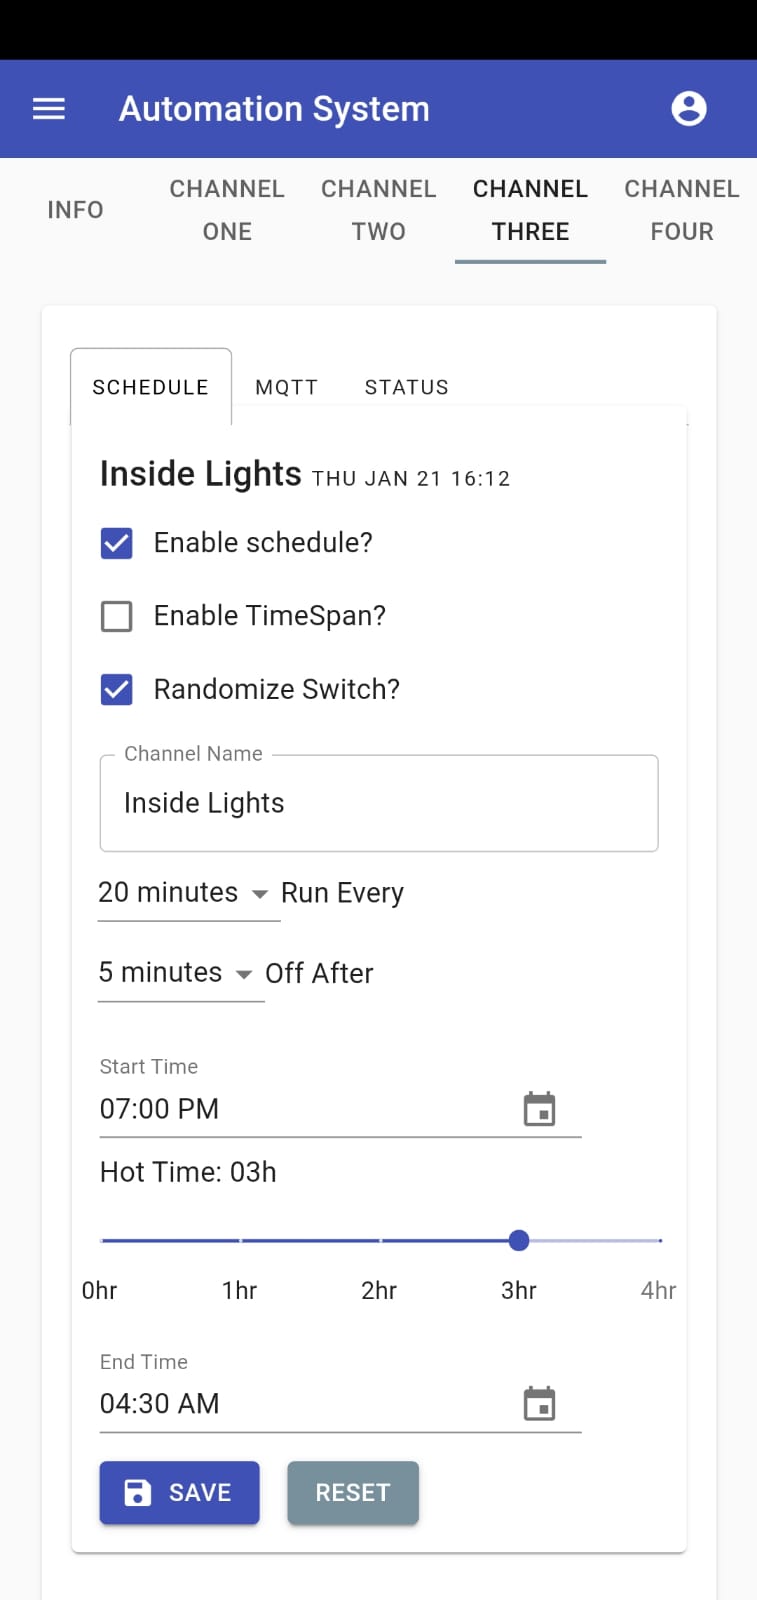 Automation System
INFO
CHANNEL ONE
CHANNEL TWO
CHANNEL THREE
CHANNEL FOUR
SCHEDULE MQTT STATUS
Inside Lights THU JAN 21 16:12
Enable schedule?
Enable TimeSpan?
Randomize Switch?
Channel Name
Inside Lights
20 minutes Run Every
5 minutes Off After
Start Time
07:00 PM
Hot Time: 03h
0hr 1hr 2hr 3hr 4hr
End Time
04:30 AM
SAVE RESET